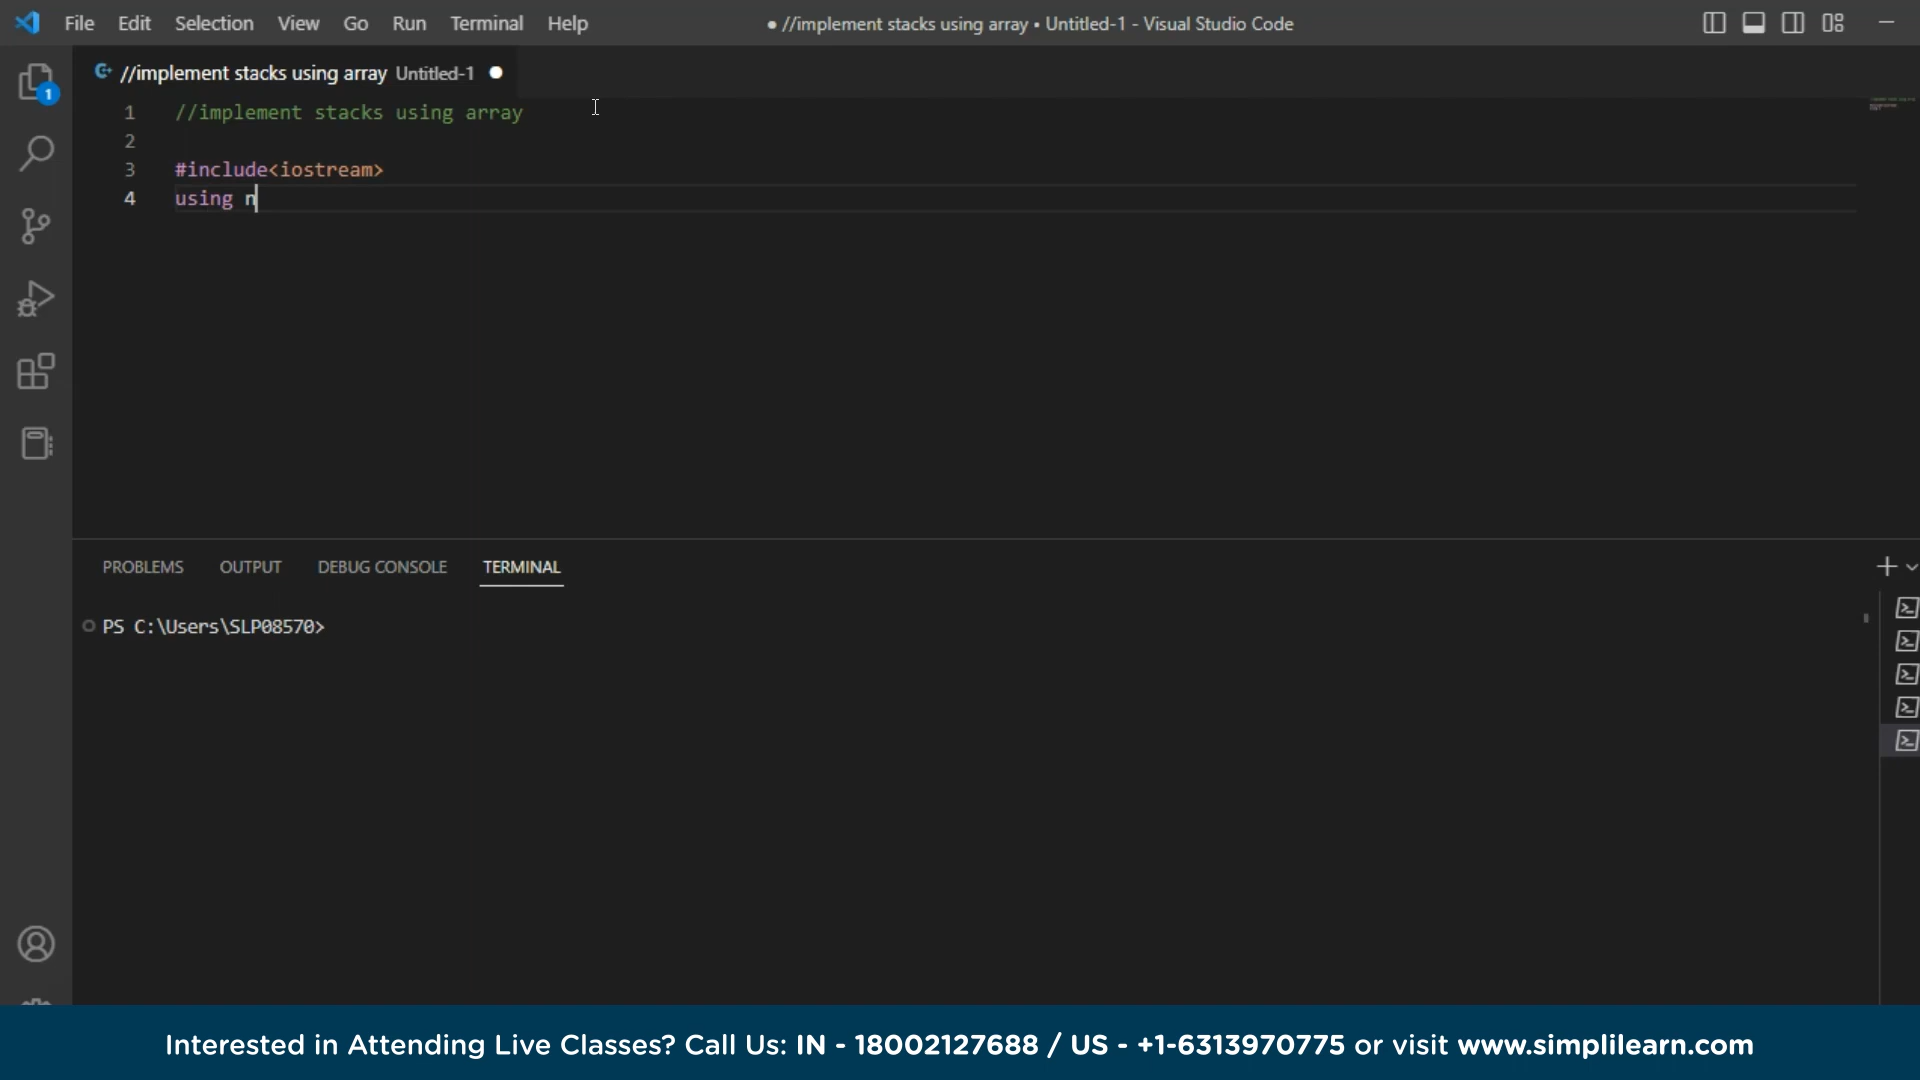 File Edit Selection View Go Run Terminal Help
● //implement stacks using array • Untitled-1 - Visual Studio Code
//implement stacks using array Untitled-1 ●
1
1 //implement stacks using array
2
3 #include<iostream>
4 using n
PROBLEMS OUTPUT DEBUG CONSOLE TERMINAL
PS C:\Users\SLP08570>
Interested in Attending Live Classes? Call Us: IN - 18002127688 / US - +1-6313970775 or visit www.simplilearn.com